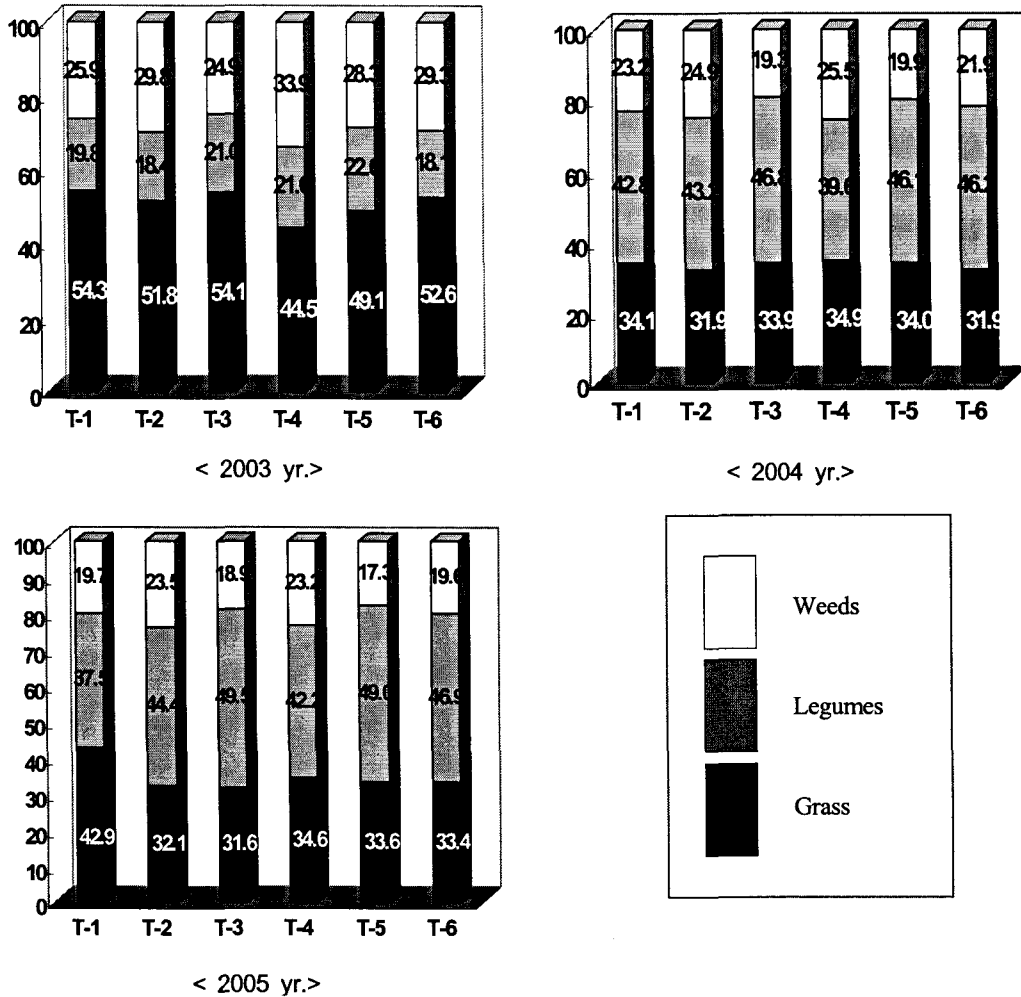 100
80
60
40
20
0
25.9 29.8 24.9 33.9 28.3 29.3
19.8 18.4 21.0 21.6 22.6 18.1
54.3 51.8 54.1 44.5 49.1 52.6
T-1 T-2 T-3 T-4 T-5 T-6
< 2003 yr.>
100
80
60
40
20
0
23.2 24.9 19.3 25.5 19.9 21.9
42.8 43.2 46.8 39.6 46.1 46.2
34.1 31.9 33.9 34.9 34.0 31.9
T-1 T-2 T-3 T-4 T-5 T-6
< 2004 yr.>
100
90
80
70
60
50
40
30
20
10
0
19.7 23.5 18.9 23.2 17.3 19.6
37.5 44.4 49.5 42.2 49.0 46.9
42.9 32.1 31.6 34.6 33.6 33.4
T-1 T-2 T-3 T-4 T-5 T-6
< 2005 yr.>
Weeds
Legumes
Grass